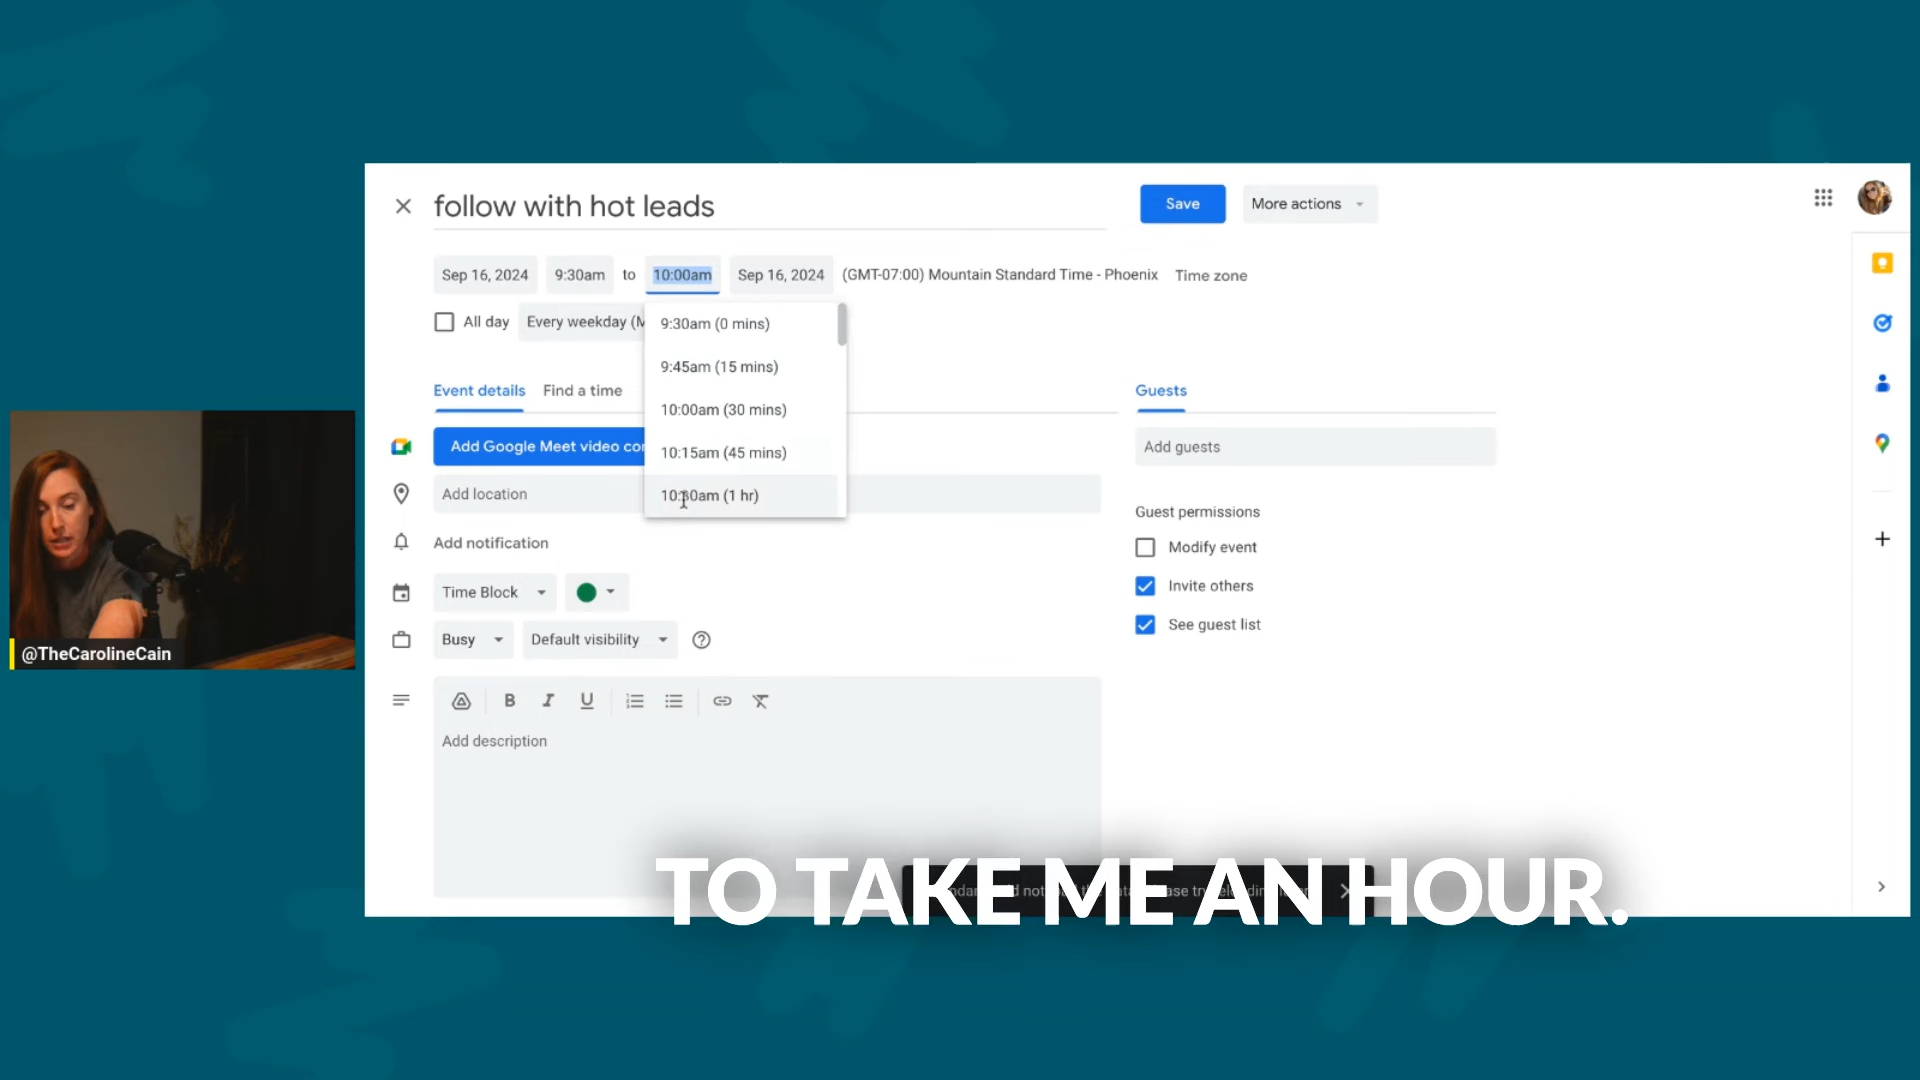 follow with hot leads
Save
More actions
Sep 16, 2024 9:30am to 10:00am Sep 16, 2024 (GMT-07:00) Mountain Standard Time - Phoenix Time zone
All day Every weekday (M
9:30am (0 mins)
9:45am (15 mins)
10:00am (30 mins)
10:15am (45 mins)
10:30am (1 hr)
Event details Find a time
Add Google Meet video con
Add location
Add notification
Time Block
Busy Default visibility
B I U
Add description
Guests
Add guests
Guest permissions
Modify event
Invite others
See guest list
@TheCarolineCain
TO TAKE ME AN HOUR.